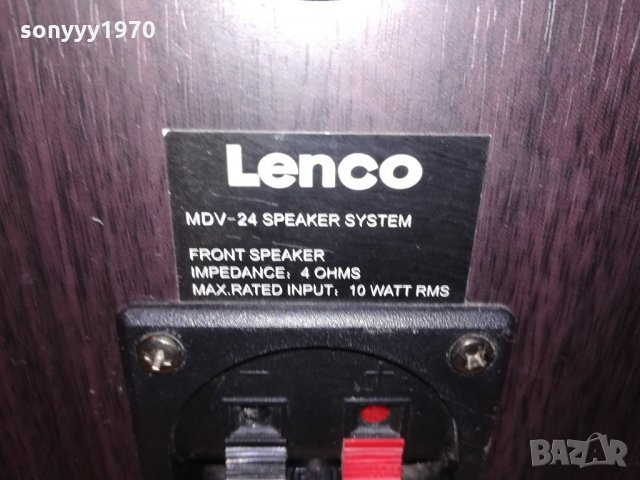 sonyyy1970
Lenco
MDV-24 SPEAKER SYSTEM
FRONT SPEAKER
IMPEDANCE: 4 OHMS
MAX.RATED INPUT: 10 WATT RMS
- +
BAZAR